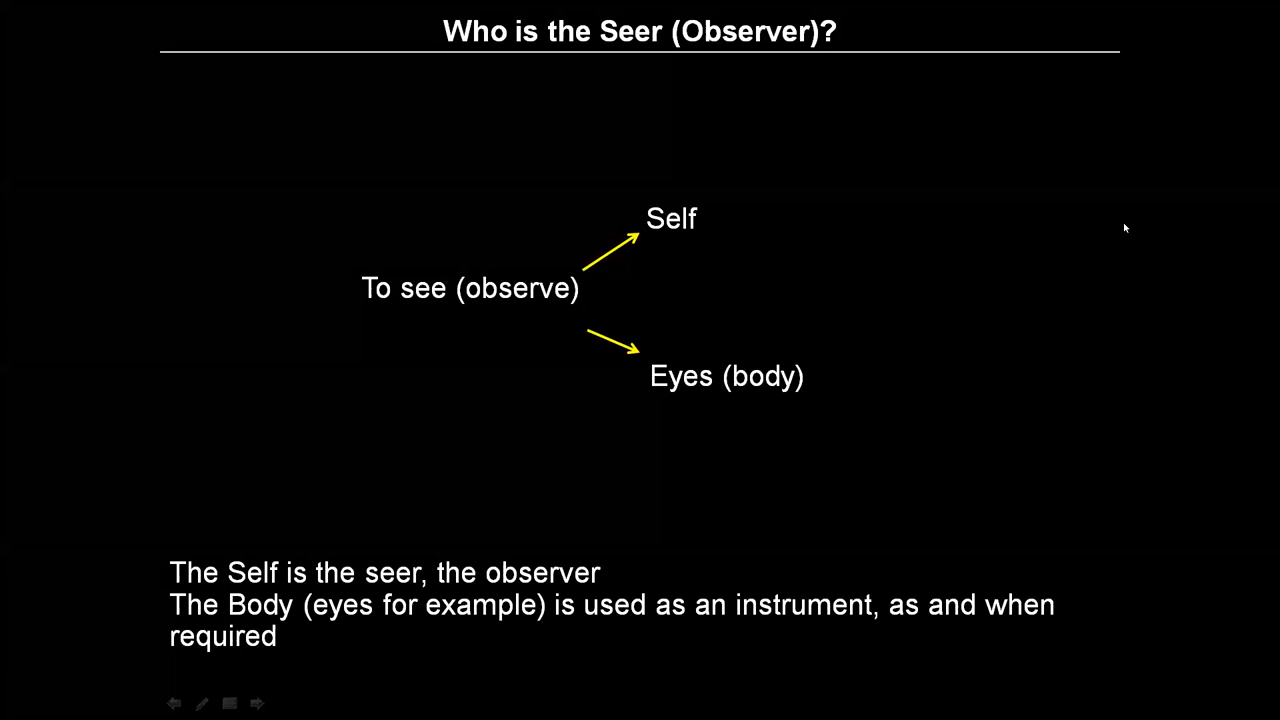 Who is the Seer (Observer)?
Self
To see (observe)
Eyes (body)
The Self is the seer, the observer
The Body (eyes for example) is used as an instrument, as and when
required